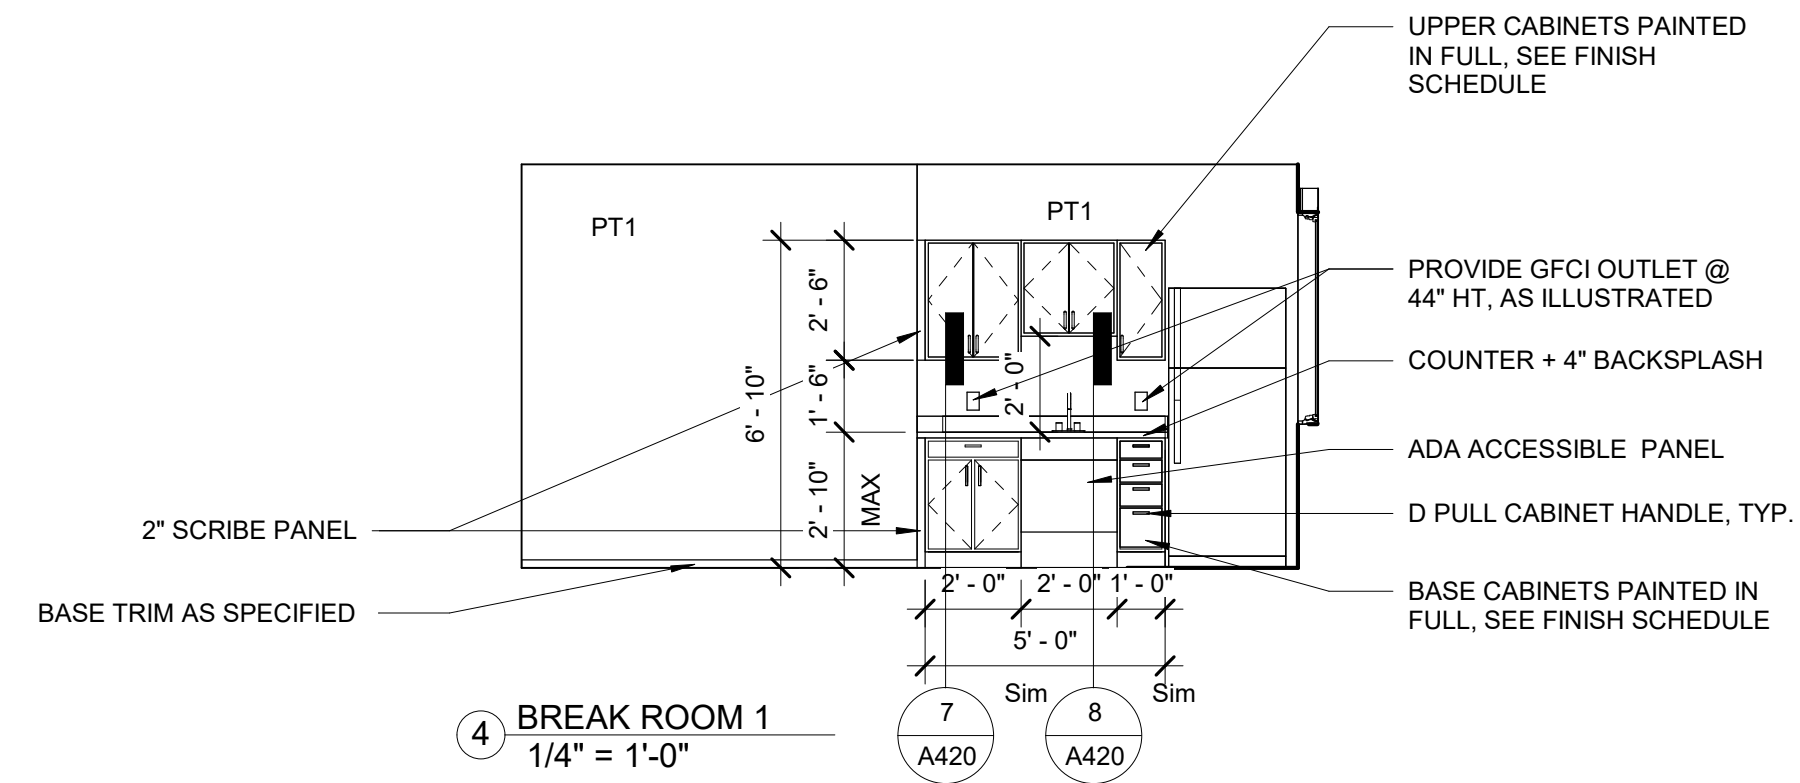 UPPER CABINETS PAINTED
IN FULL, SEE FINISH
SCHEDULE
PT1
PT1
PROVIDE GFCI OUTLET @
44" HT, AS ILLUSTRATED
COUNTER + 4" BACKSPLASH
ADA ACCESSIBLE  PANEL
D PULL CABINET HANDLE, TYP.
BASE CABINETS PAINTED IN
FULL, SEE FINISH SCHEDULE
2' - 6"
1' - 6"
6' - 10"
2' - 0"
2' - 10"
MAX
2" SCRIBE PANEL
BASE TRIM AS SPECIFIED
2' - 0"
2' - 0"
1' - 0"
5' - 0"
Sim
Sim
7
A420
8
A420
4
BREAK ROOM 1
1/4" = 1'-0"